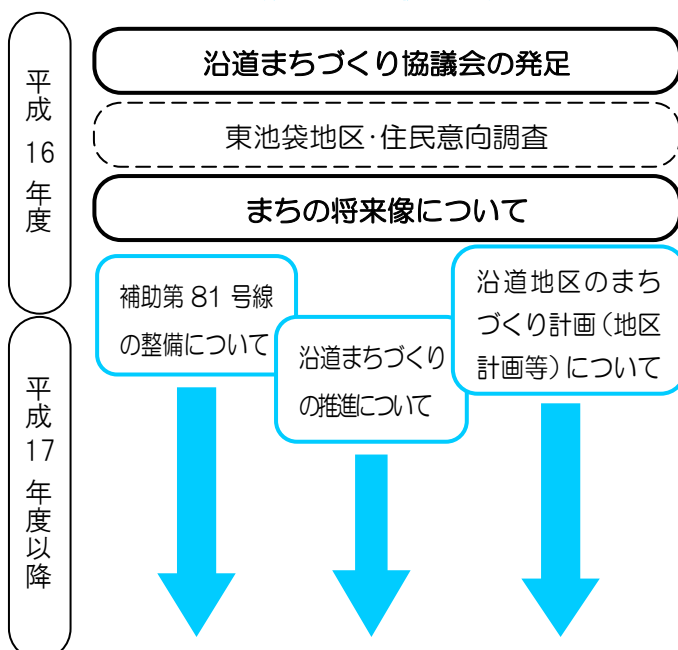 平成16年度
沿道まちづくり協議会の発足
東池袋地区・住民意向調査
まちの将来像について
補助第 81 号線
の整備について
沿道まちづくり
の推進について
沿道地区のまち
づくり計画(地区
計画等)について
平成17年度以降